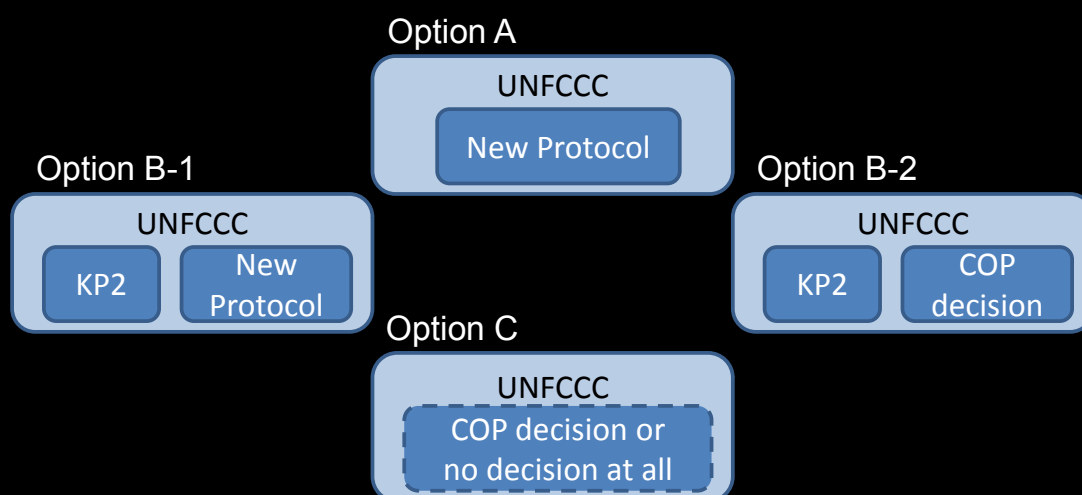 Option A
UNFCCC
New Protocol
Option B-1
UNFCCC
KP2
New
Protocol
Option B-2
UNFCCC
KP2
COP
decision
Option C
UNFCCC
COP decision or
no decision at all